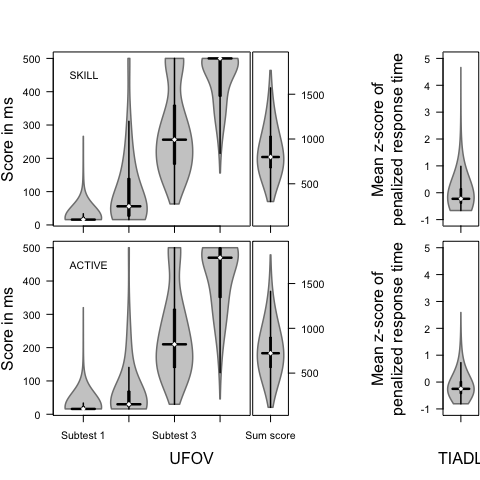 SKILL
Score in ms
500
400
300
200
100
0
1500
1000
500
Mean z-score of
penalized response time
5
4
3
2
1
0
-1
ACTIVE
Score in ms
500
400
300
200
100
0
1500
1000
500
Mean z-score of
penalized response time
5
4
3
2
1
0
-1
Subtest 1
Subtest 3
Sum score
UFOV
TIADL